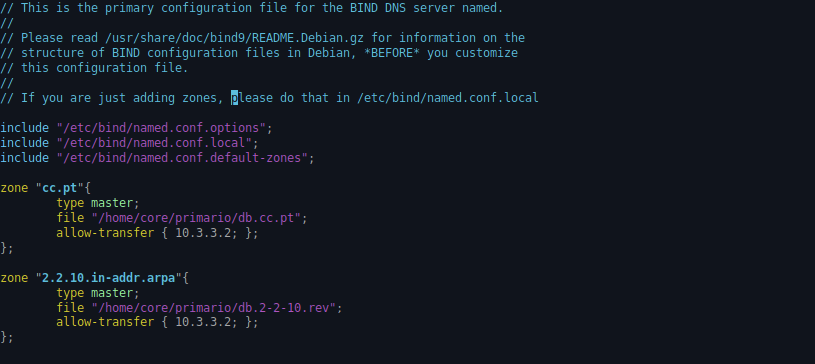 // This is the primary configuration file for the BIND DNS server named.
//
// Please read /usr/share/doc/bind9/README.Debian.gz for information on the
// structure of BIND configuration files in Debian, *BEFORE* you customize
// this configuration file.
//
// If you are just adding zones, please do that in /etc/bind/named.conf.local

include "/etc/bind/named.conf.options";
include "/etc/bind/named.conf.local";
include "/etc/bind/named.conf.default-zones";

zone "cc.pt"{
        type master;
        file "/home/core/primario/db.cc.pt";
        allow-transfer { 10.3.3.2; };
};

zone "2.2.10.in-addr.arpa"{
        type master;
        file "/home/core/primario/db.2-2-10.rev";
        allow-transfer { 10.3.3.2; };
};